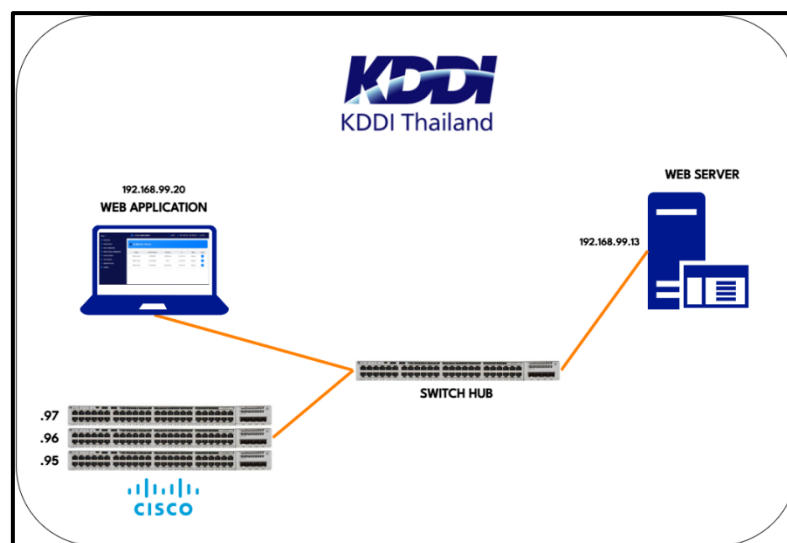 KDDI
KDDI Thailand
192.168.99.20
WEB APPLICATION
WEB SERVER
192.168.99.13
SWITCH HUB
.97
.96
.95
CISCO